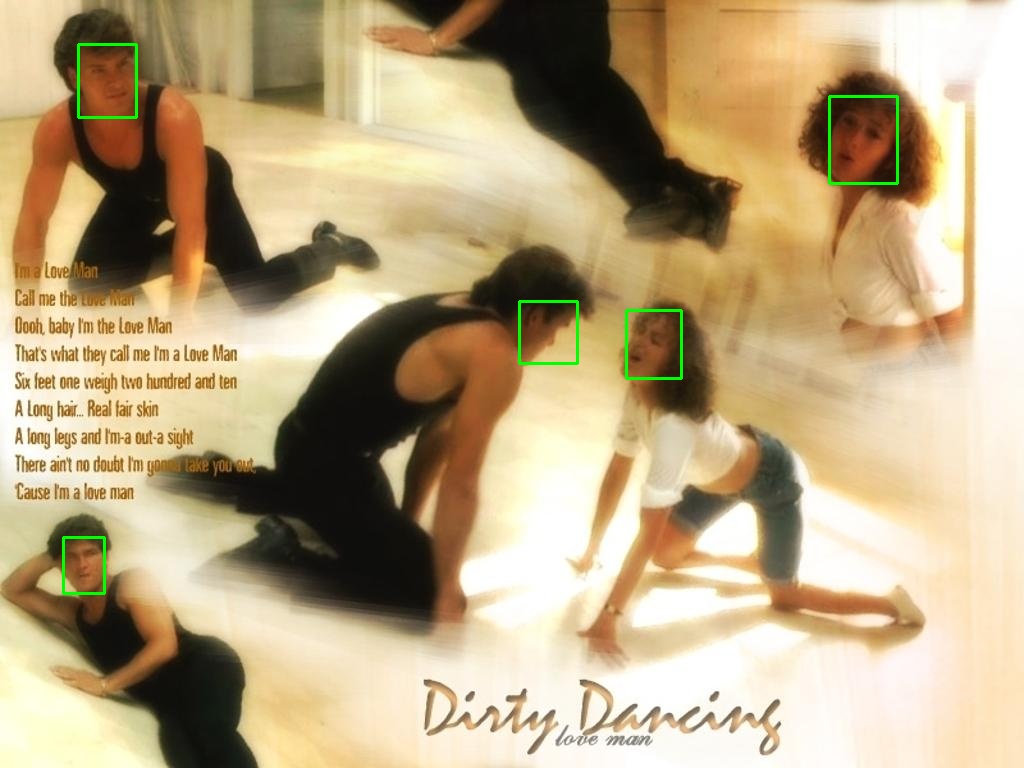 I'm a Love Man
Call me the Love Man
Oooh, baby I'm the Love Man
That's what they call me I'm a Love Man
Six feet one weigh two hundred and ten
A Long hair... Real fair skin
A long legs and I'm-a out-a sight
There ain't no doubt I'm gonna take you out,
'Cause I'm a love man
Dirty Dancing
love man